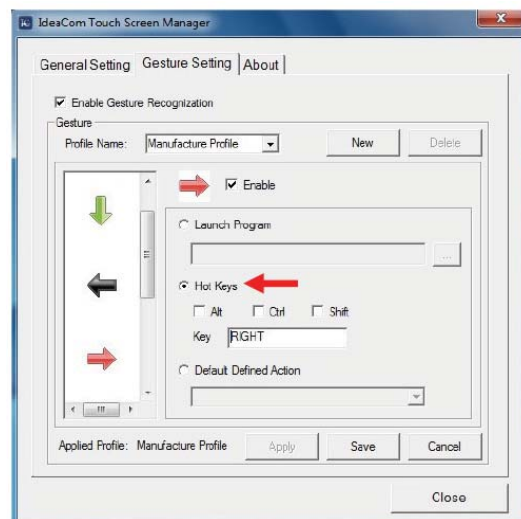 IdeaCom Touch Screen Manager
General Setting Gesture Setting About
Enable Gesture Recognization
Gesture
Profile Name: Manufacture Profile New Delete
Enable
Launch Program
...
Hot Keys
Alt Ctrl Shift
Key RIGHT
Default Defined Action
Applied Profile: Manufacture Profile Apply Save Cancel
Close